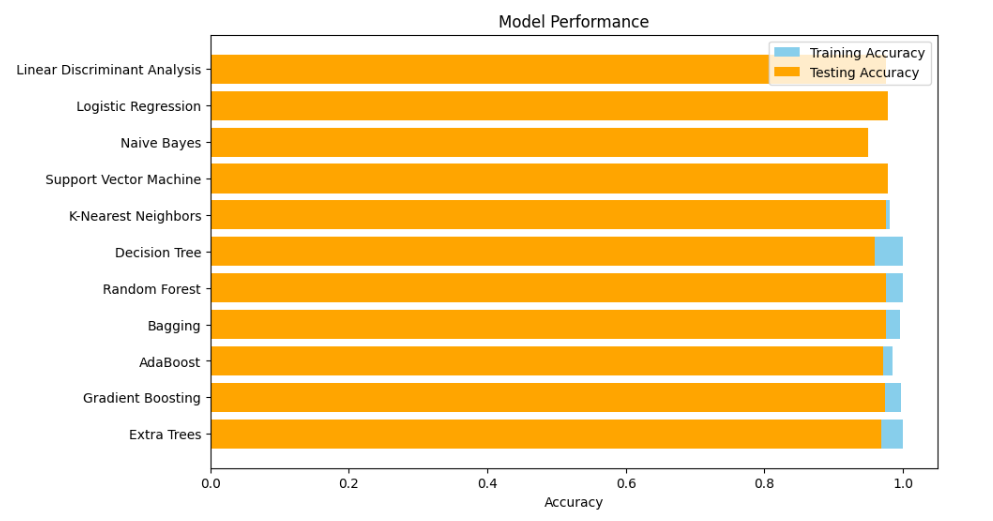 Model Performance
Training Accuracy
Testing Accuracy
Linear Discriminant Analysis
Logistic Regression
Naive Bayes
Support Vector Machine
K-Nearest Neighbors
Decision Tree
Random Forest
Bagging
AdaBoost
Gradient Boosting
Extra Trees
0.0 0.2 0.4 0.6 0.8 1.0
Accuracy